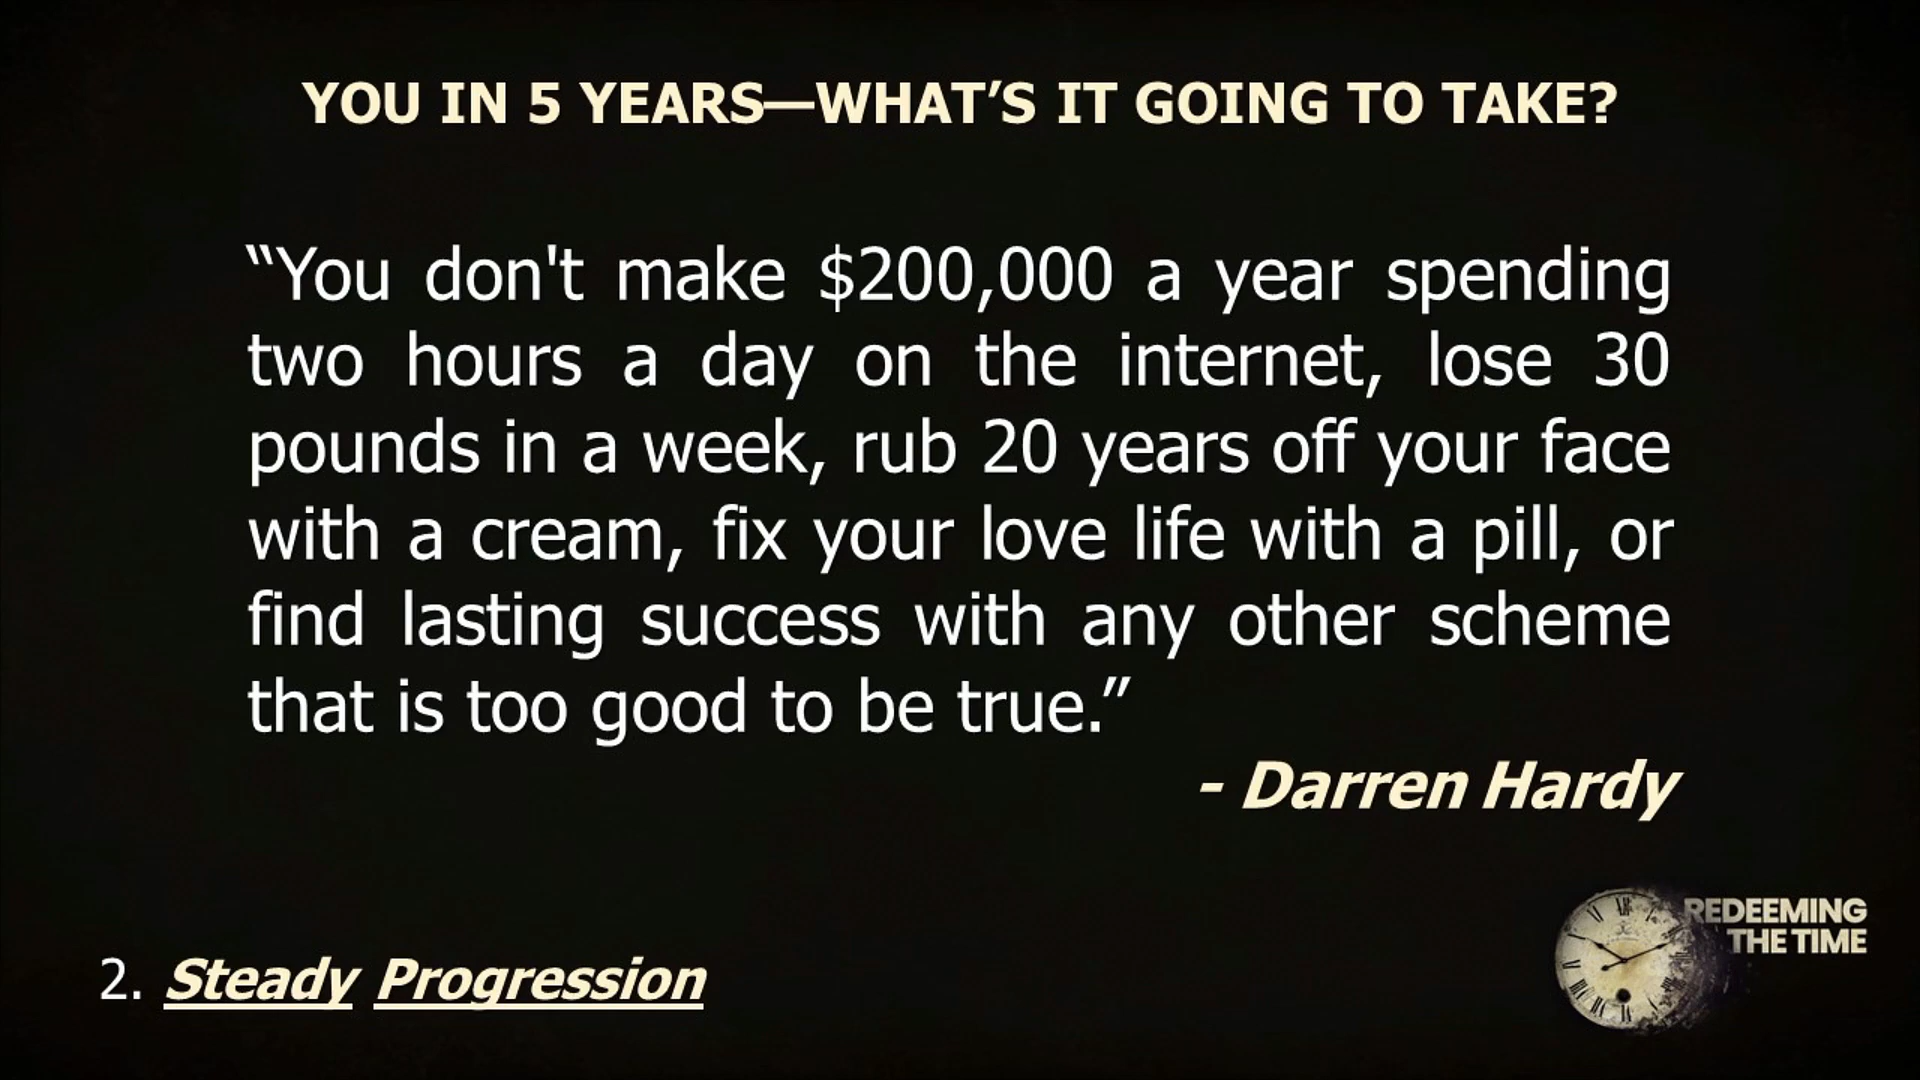 YOU IN 5 YEARS—WHAT’S IT GOING TO TAKE?
“You don't make $200,000 a year spending
two hours a day on the internet, lose 30
pounds in a week, rub 20 years off your face
with a cream, fix your love life with a pill, or
find lasting success with any other scheme
that is too good to be true.”
- Darren Hardy
REDEEMING
THE TIME
2. Steady Progression